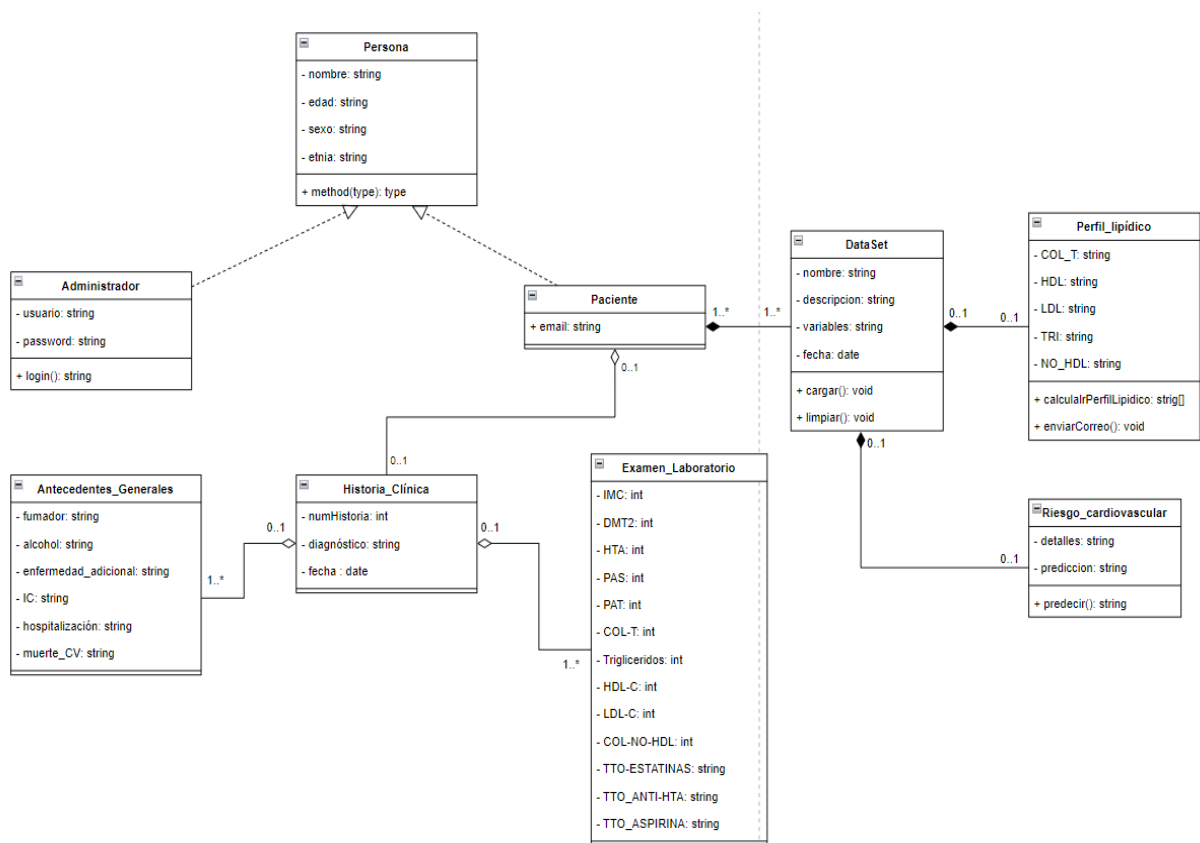 Persona
- nombre: string
- edad: string
- sexo: string
- etnia: string
+ method(type): type
Administrador
- usuario: string
- password: string
+ login(): string
Paciente
+ email: string
1..*
1..*
0..1
0..1
DataSet
- nombre: string
- descripcion: string
- variables: string
- fecha: date
+ cargar(): void
+ limpiar(): void
0..1
0..1
0..1
0..1
Perfil_lipídico
- COL_T: string
- HDL: string
- LDL: string
- TRI: string
- NO_HDL: string
+ calculalrPerfilLipidico: strig[]
+ enviarCorreo(): void
Antecedentes_Generales
- fumador: string
- alcohol: string
- enfermedad_adicional: string
- IC: string
- hospitalización: string
- muerte_CV: string
0..1
1..*
Historia_Clínica
- numHistoria: int
- diagnóstico: string
- fecha : date
0..1
1..*
Examen_Laboratorio
- IMC: int
- DMT2: int
- HTA: int
- PAS: int
- PAT: int
- COL-T: int
- Trigliceridos: int
- HDL-C: int
- LDL-C: int
- COL-NO-HDL: int
- TTO-ESTATINAS: string
- TTO_ANTI-HTA: string
- TTO_ASPIRINA: string
Riesgo_cardiovascular
- detalles: string
- prediccion: string
+ predecir(): string